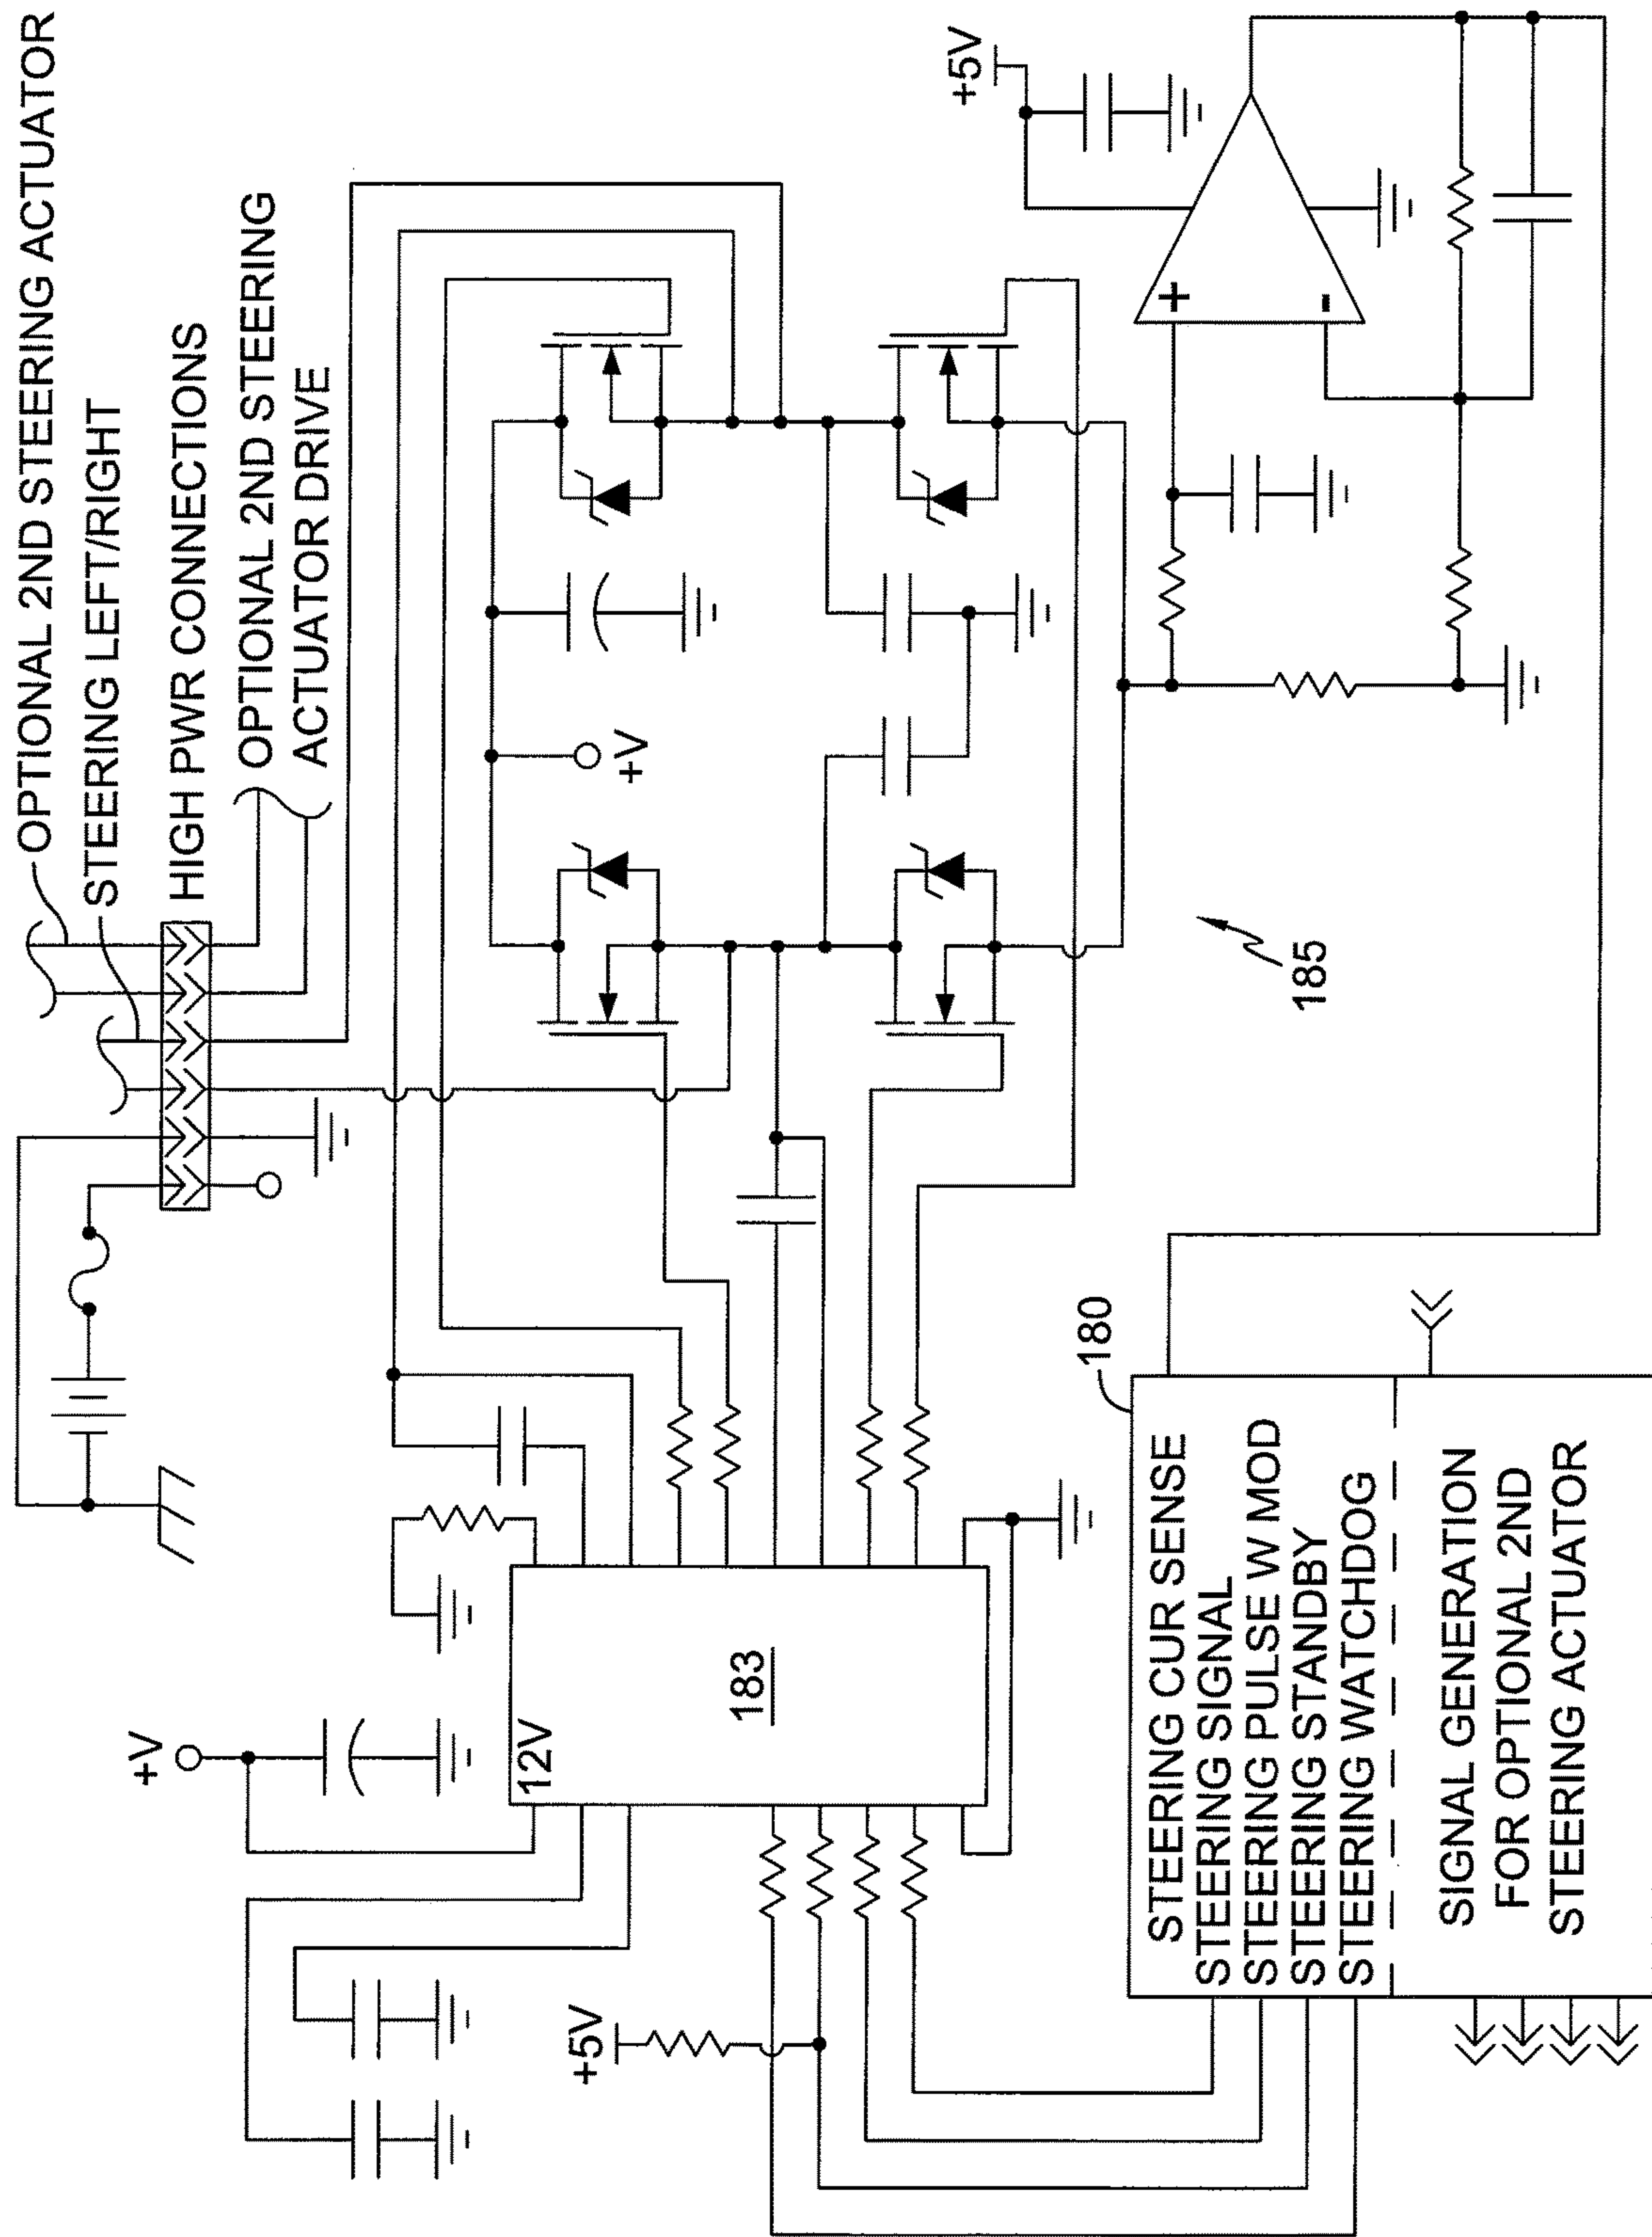 OPTIONAL 2ND STEERING ACTUATOR
STEERING LEFT/RIGHT
HIGH PWR CONNECTIONS
OPTIONAL 2ND STEERING
ACTUATOR DRIVE
+V
12V
183
+5V
+V
+5V
+
-
185
180
STEERING CUR SENSE
STEERING SIGNAL
STEERING PULSE W MOD
STEERING STANDBY
STEERING WATCHDOG
SIGNAL GENERATION
FOR OPTIONAL 2ND
STEERING ACTUATOR